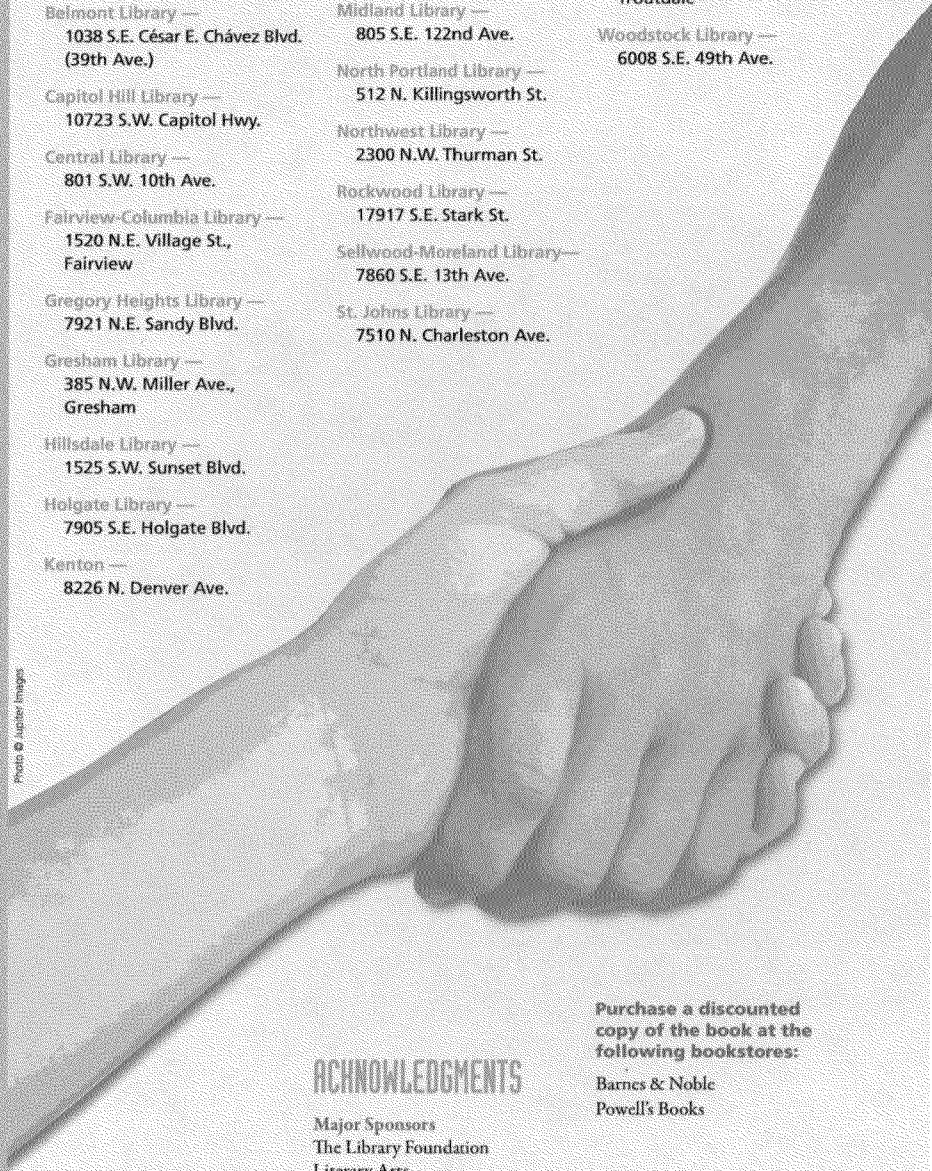 Belmont Library —
1038 S.E. César E. Chávez Blvd.
(39th Ave.)
Capitol Hill Library —
10723 S.W. Capitol Hwy.
Central Library —
801 S.W. 10th Ave.
Fairview-Columbia Library —
1520 N.E. Village St.,
Fairview
Gregory Heights Library —
7921 N.E. Sandy Blvd.
Gresham Library —
385 N.W. Miller Ave.,
Gresham
Hillsdale Library —
1525 S.W. Sunset Blvd.
Holgate Library —
7905 S.E. Holgate Blvd.
Kenton —
8226 N. Denver Ave.
Midland Library —
805 S.E. 122nd Ave.
North Portland Library —
512 N. Killingsworth St.
Northwest Library —
2300 N.W. Thurman St.
Rockwood Library —
17917 S.E. Stark St.
Sellwood-Moreland Library—
7860 S.E. 13th Ave.
St. Johns Library —
7510 N. Charleston Ave.
Troutdale
Woodstock Library —
6008 S.E. 49th Ave.
Photo © Jupiter Images
ACKNOWLEDGMENTS
Major Sponsors
The Library Foundation
Literary Arts
Purchase a discounted
copy of the book at the
following bookstores:
Barnes & Noble
Powell's Books